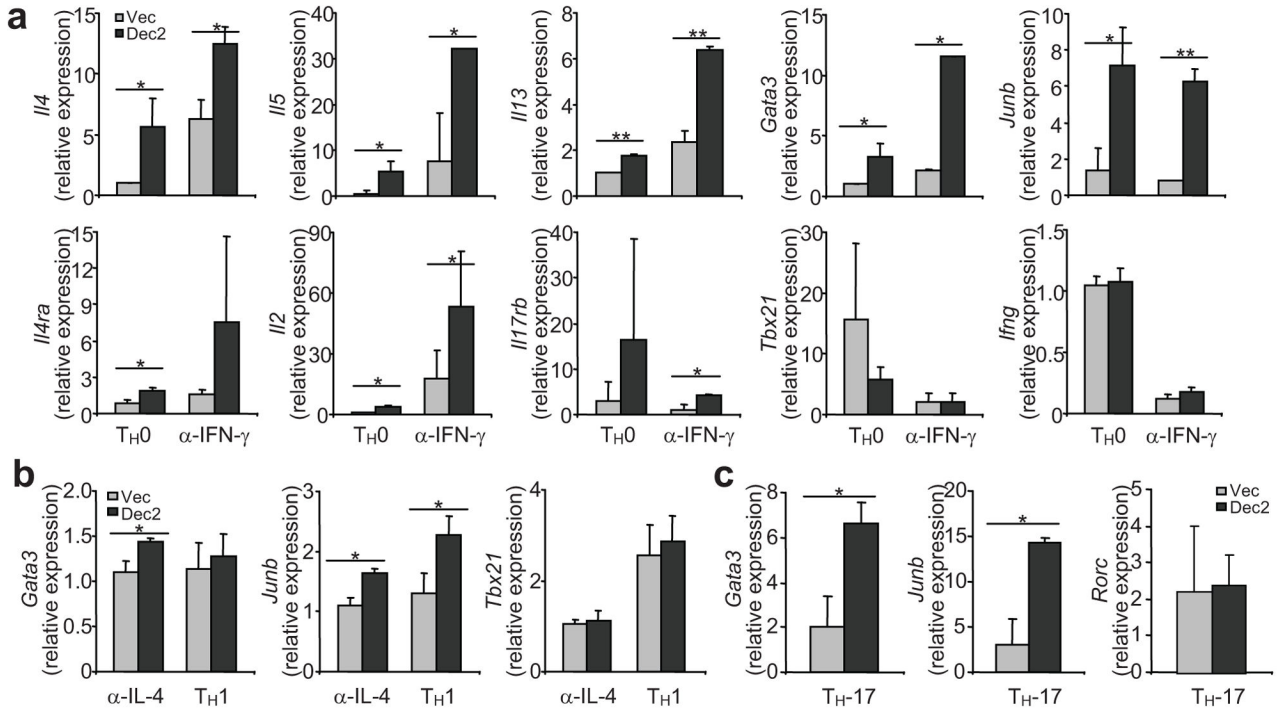 a
Vec
Dec2
Il4
(relative expression)
15
10
5
0
*
*
Il5
(relative expression)
40
30
20
10
0
*
*
Il13
(relative expression)
8
6
4
2
0
**
**
Gata3
(relative expression)
15
10
5
0
*
*
Junb
(relative expression)
10
8
6
4
2
0
*
**
Il4ra
(relative expression)
15
12
9
6
3
0
*
TH0 α-IFN-γ
Il2
(relative expression)
90
60
30
0
*
*
TH0 α-IFN-γ
Il17rb
(relative expression)
40
30
20
10
0
*
TH0 α-IFN-γ
Tbx21
(relative expression)
30
20
10
0
TH0 α-IFN-γ
Ifng
(relative expression)
1.5
1.0
0.5
0
TH0 α-IFN-γ
b
Vec
Dec2
Gata3
(relative expression)
2.0
1.5
1.0
0.5
0
*
α-IL-4 TH1
Junb
(relative expression)
3
2
1
0
*
*
α-IL-4 TH1
Tbx21
(relative expression)
4
2
0
α-IL-4 TH1
c
Gata3
(relative expression)
8
6
4
2
0
*
TH-17
Junb
(relative expression)
20
15
10
5
0
*
TH-17
Vec
Dec2
Rorc
(relative expression)
5
4
3
2
1
0
TH-17